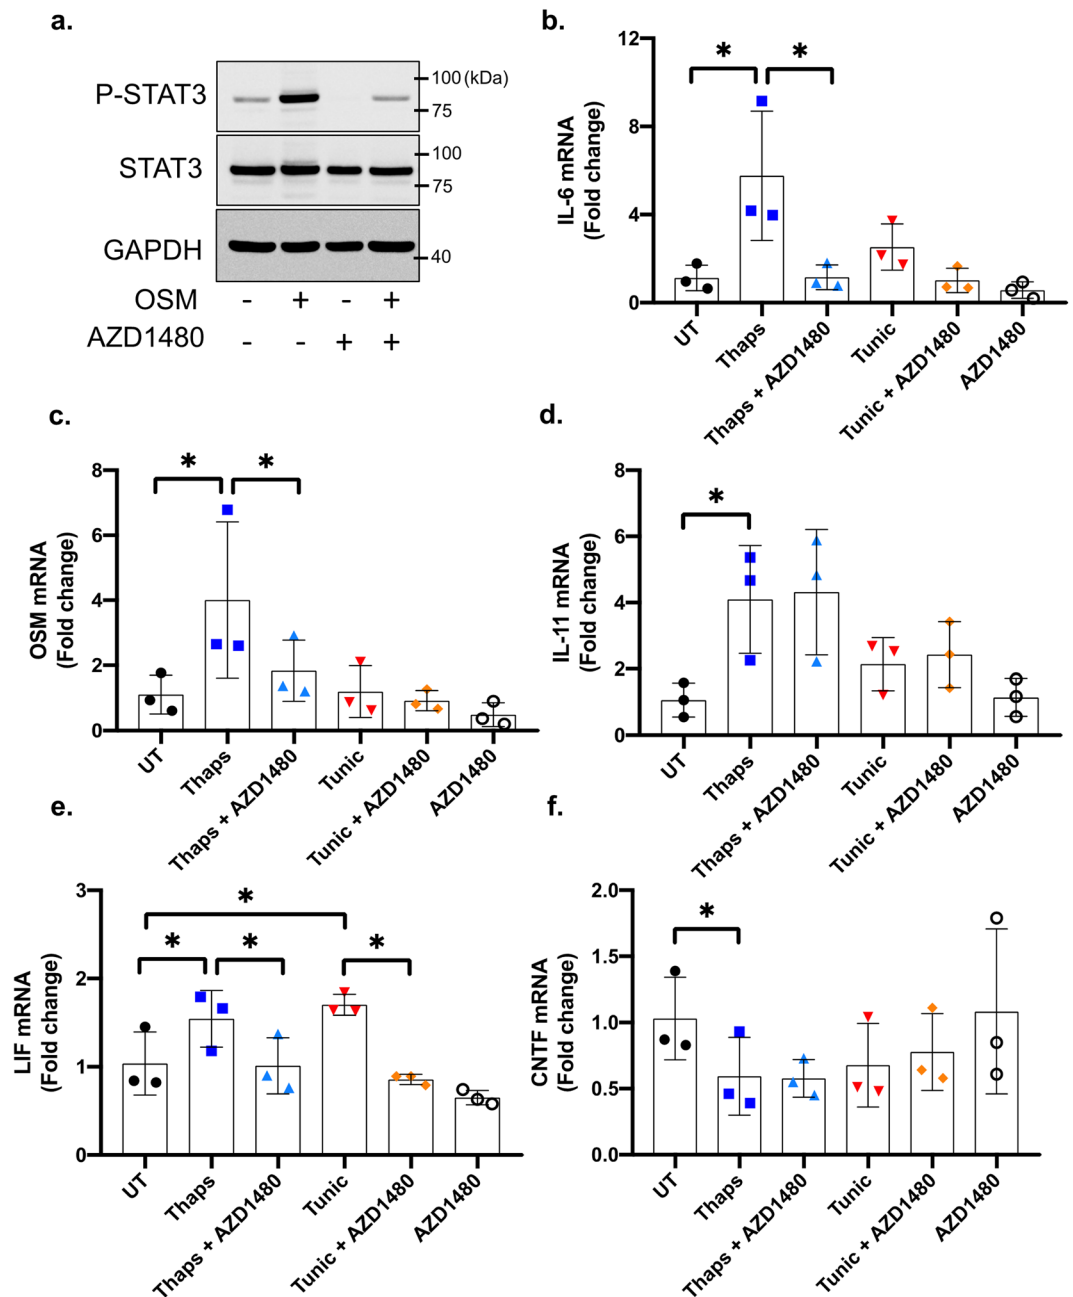 a.
P-STAT3
100 (kDa)
75
STAT3
100
75
GAPDH
40
OSM - + - +
AZD1480 - - + +
b.
IL-6 mRNA
(Fold change)
12
8
4
0
* *
UT
Thaps
Thaps + AZD1480
Tunic
Tunic + AZD1480
AZD1480
c.
OSM mRNA
(Fold change)
8
6
4
2
0
* *
UT
Thaps
Thaps + AZD1480
Tunic
Tunic + AZD1480
AZD1480
d.
IL-11 mRNA
(Fold change)
8
6
4
2
0
*
UT
Thaps
Thaps + AZD1480
Tunic
Tunic + AZD1480
AZD1480
e.
LIF mRNA
(Fold change)
3
2
1
0
*
* * *
UT
Thaps
Thaps + AZD1480
Tunic
Tunic + AZD1480
AZD1480
f.
CNTF mRNA
(Fold change)
2.0
1.5
1.0
0.5
0.0
*
UT
Thaps
Thaps + AZD1480
Tunic
Tunic + AZD1480
AZD1480